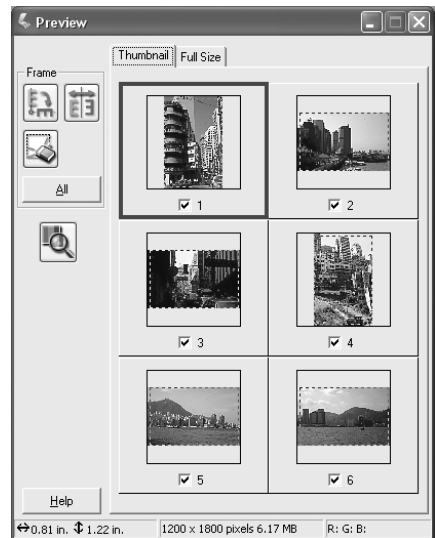 Preview
Thumbnail Full Size
Frame
All
1
2
3
4
5
6
Help
0.81 in. 1.22 in. 1200 x 1800 pixels 6.17 MB R: G: B: